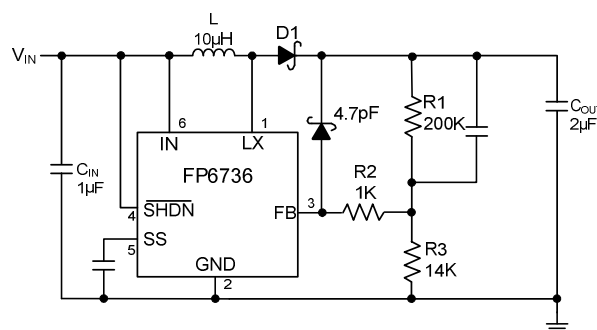 L
10µH
D1
VIN
6
1
IN
LX
4.7pF
R1
200K
COUT
2µF
CIN
1µF
FP6736
R2
1K
SHDN
4
FB
3
SS
5
GND
2
R3
14K